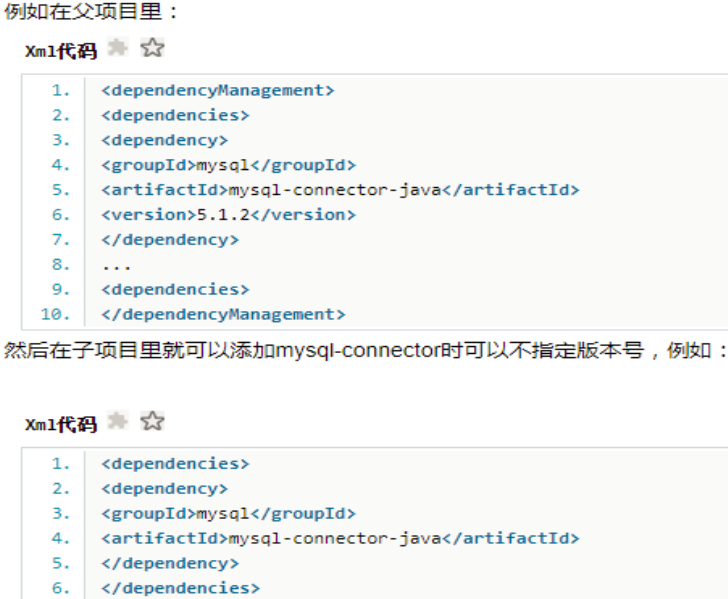 例如在父项目里：
Xml代码
1. <dependencyManagement>
2. <dependencies>
3. <dependency>
4. <groupId>mysql</groupId>
5. <artifactId>mysql-connector-java</artifactId>
6. <version>5.1.2</version>
7. </dependency>
8. ...
9. <dependencies>
10. </dependencyManagement>
然后在子项目里就可以添加mysql-connector时可以不指定版本号，例如：
Xml代码
1. <dependencies>
2. <dependency>
3. <groupId>mysql</groupId>
4. <artifactId>mysql-connector-java</artifactId>
5. </dependency>
6. </dependencies>